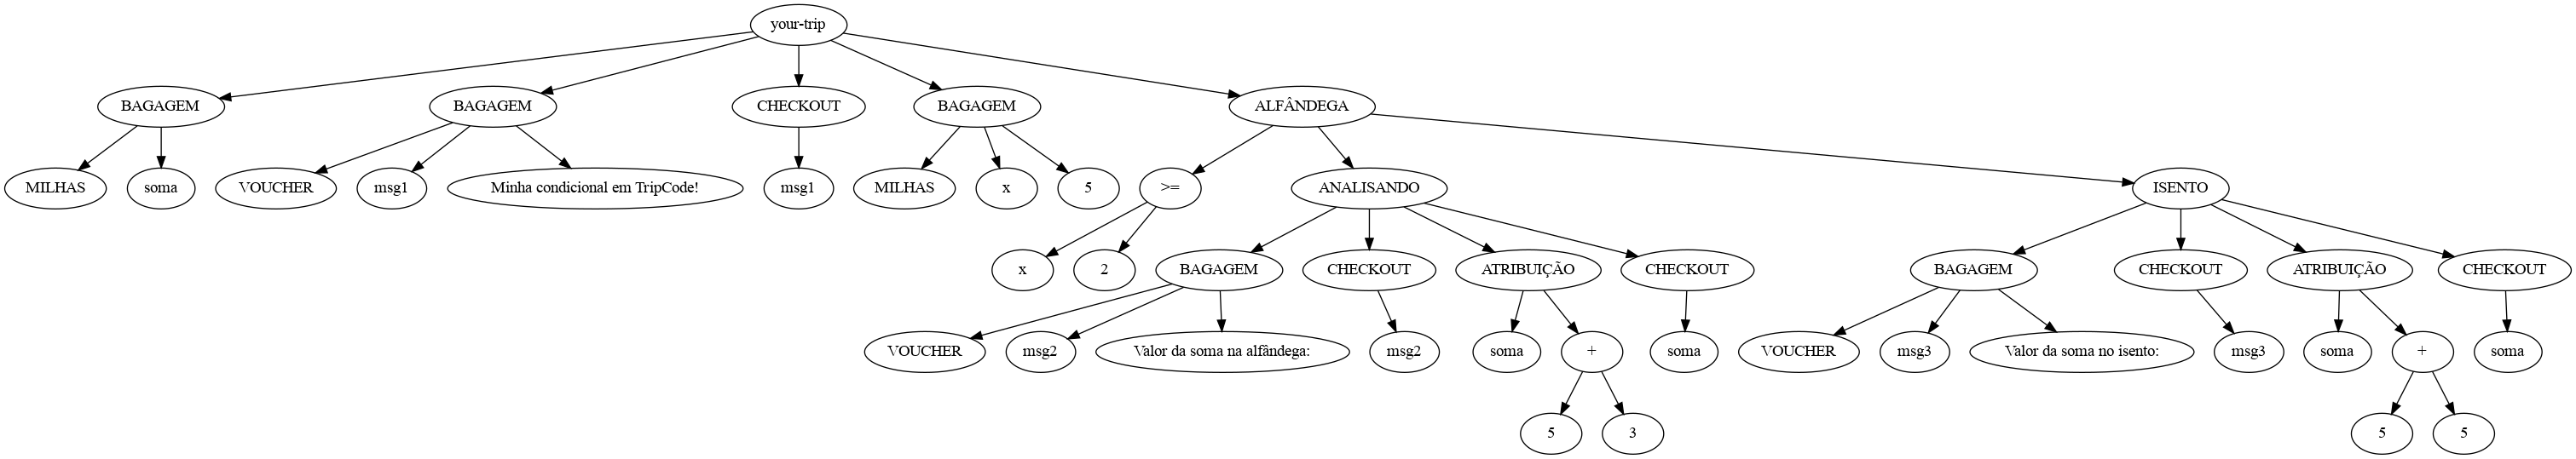 your-trip
BAGAGEM
BAGAGEM
CHECKOUT
BAGAGEM
ALFÂNDEGA
MILHAS
soma
VOUCHER
msg1
Minha condicional em TripCode!
msg1
MILHAS
x
5
>=
ANALISANDO
ISENTO
x
2
BAGAGEM
CHECKOUT
ATRIBUIÇÃO
CHECKOUT
BAGAGEM
CHECKOUT
ATRIBUIÇÃO
CHECKOUT
VOUCHER
msg2
Valor da soma na alfândega:
msg2
soma
+
soma
VOUCHER
msg3
Valor da soma no isento:
msg3
soma
+
soma
5
3
5
5